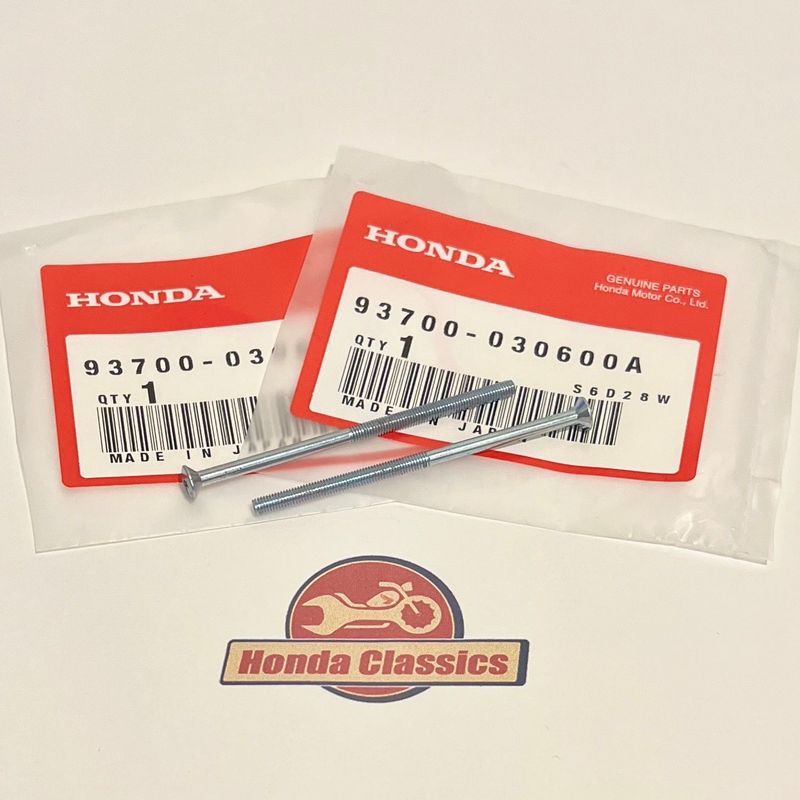 HONDA
93700-03
QTY 1
MADE IN J
HONDA
GENUINE PARTS
Honda Motor Co., Ltd.
93700-030600A
QTY 1
S6D28W
MADE IN JAP
Honda Classics